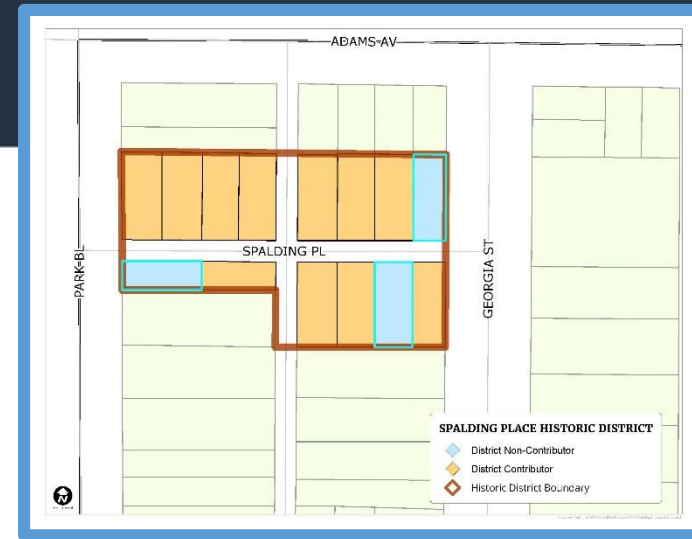 ADAMS AV
SPALDING PL
PARK BL
GEORGIA ST
SPALDING PLACE HISTORIC DISTRICT
District Non-Contributor
District Contributor
Historic District Boundary
N